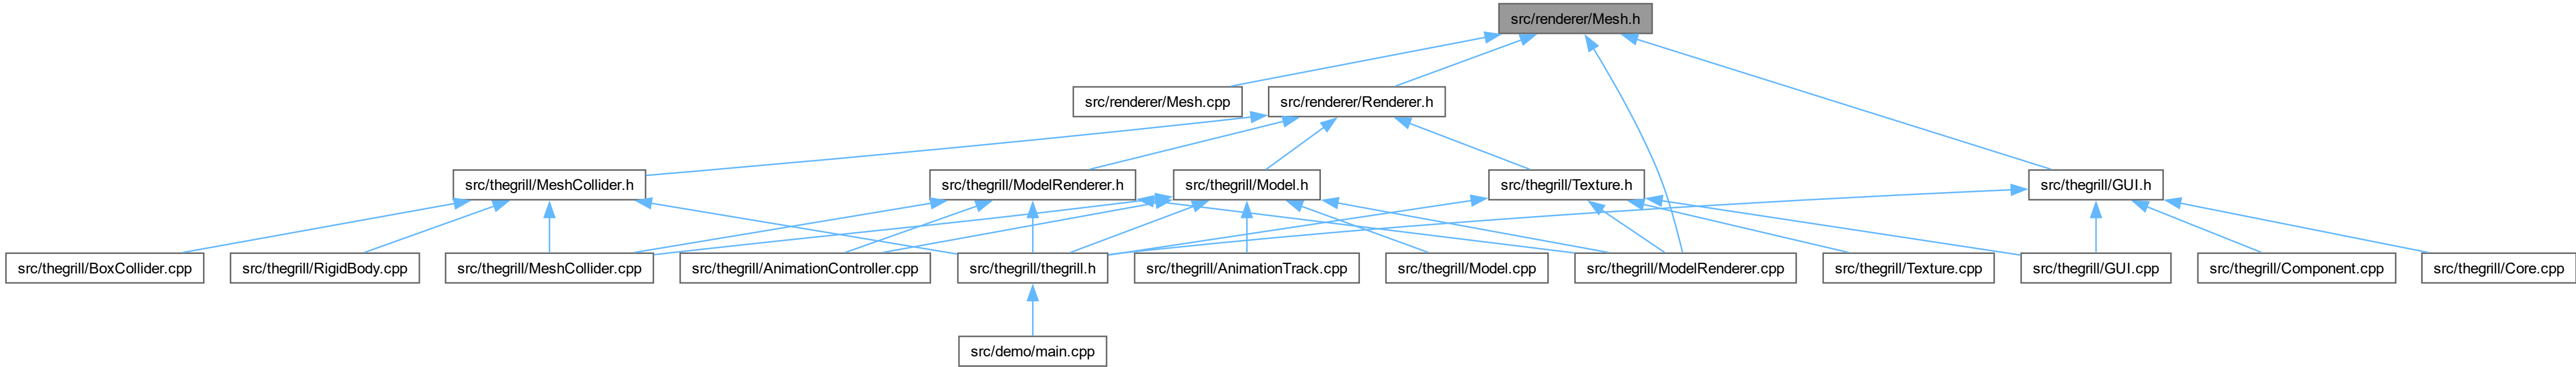 src/renderer/Mesh.h
src/renderer/Mesh.cpp
src/renderer/Renderer.h
src/thegrill/MeshCollider.h
src/thegrill/ModelRenderer.h
src/thegrill/Model.h
src/thegrill/Texture.h
src/thegrill/GUI.h
src/thegrill/BoxCollider.cpp
src/thegrill/RigidBody.cpp
src/thegrill/MeshCollider.cpp
src/thegrill/AnimationController.cpp
src/thegrill/thegrill.h
src/thegrill/AnimationTrack.cpp
src/thegrill/Model.cpp
src/thegrill/ModelRenderer.cpp
src/thegrill/Texture.cpp
src/thegrill/GUI.cpp
src/thegrill/Component.cpp
src/thegrill/Core.cpp
src/demo/main.cpp